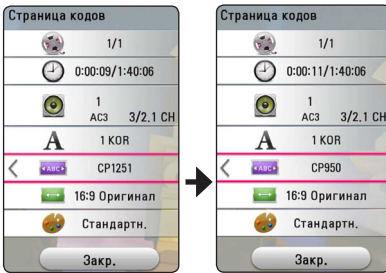 Страница кодов
1/1
0:00:09/1:40:06
1
AC3 3/2.1 CH
A 1 KOR
ABC CP1251
16:9 Оригинал
Стандартн.
Закр.
Страница кодов
1/1
0:00:11/1:40:06
1
AC3 3/2.1 CH
A 1 KOR
ABC CP950
16:9 Оригинал
Стандартн.
Закр.